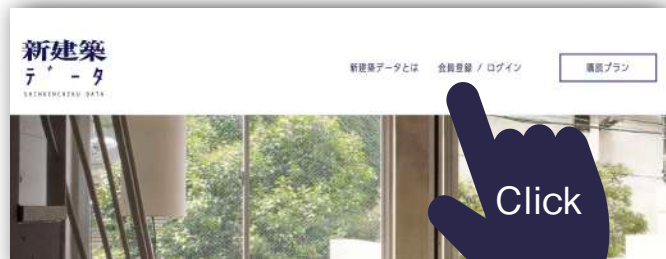 新建築
データ
SHINKENCHIKU DATA
新建築データとは 会員登録 / ログイン 購読プラン
Click